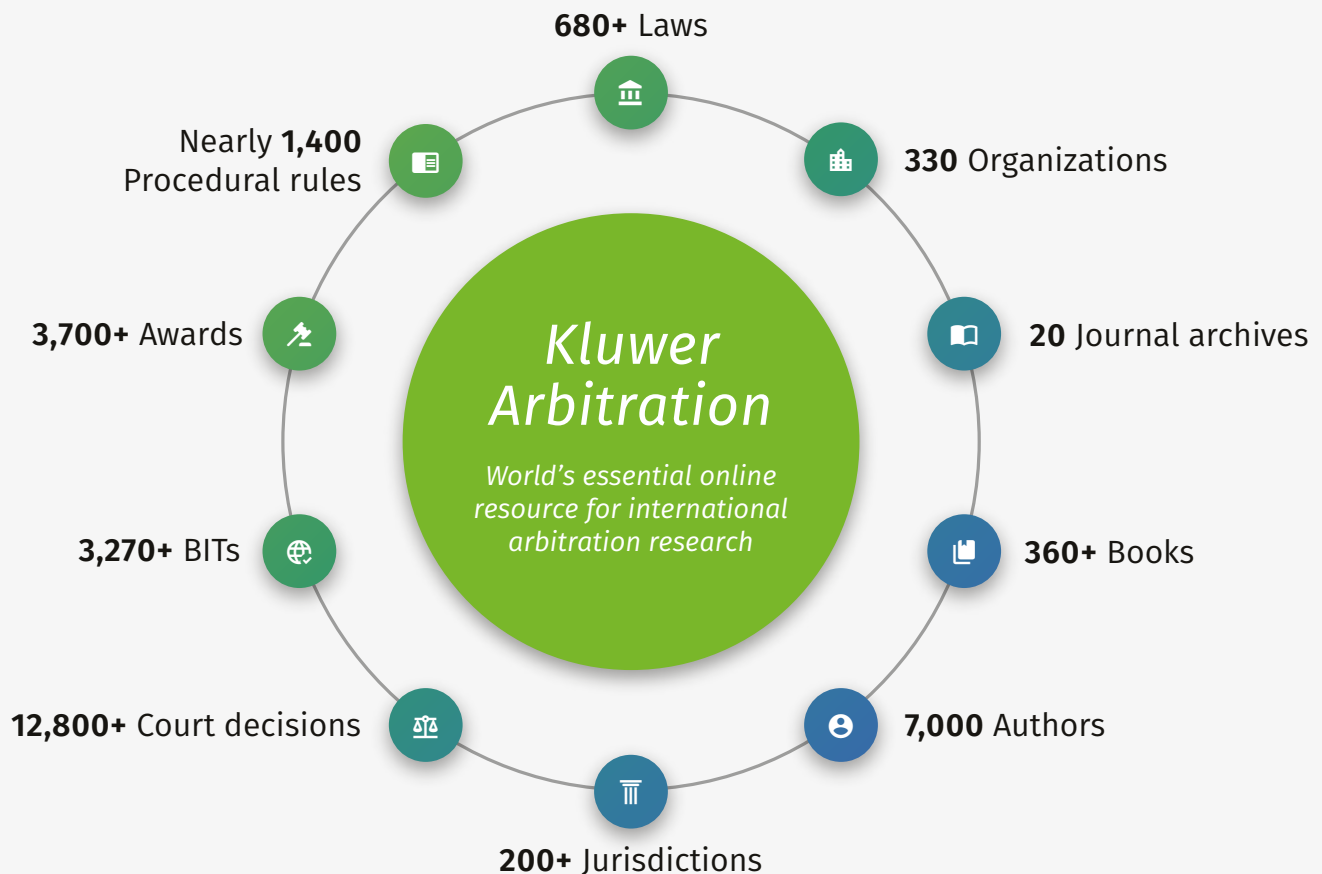 680+ Laws
Nearly 1,400
Procedural rules
330 Organizations
3,700+ Awards
20 Journal archives
Kluwer
Arbitration
World’s essential online
resource for international
arbitration research
3,270+ BITs
360+ Books
12,800+ Court decisions
7,000 Authors
200+ Jurisdictions